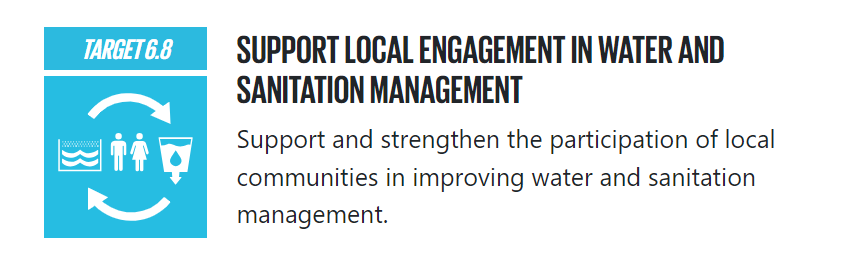 TARGET 6.8
SUPPORT LOCAL ENGAGEMENT IN WATER AND
SANITATION MANAGEMENT
Support and strengthen the participation of local
communities in improving water and sanitation
management.